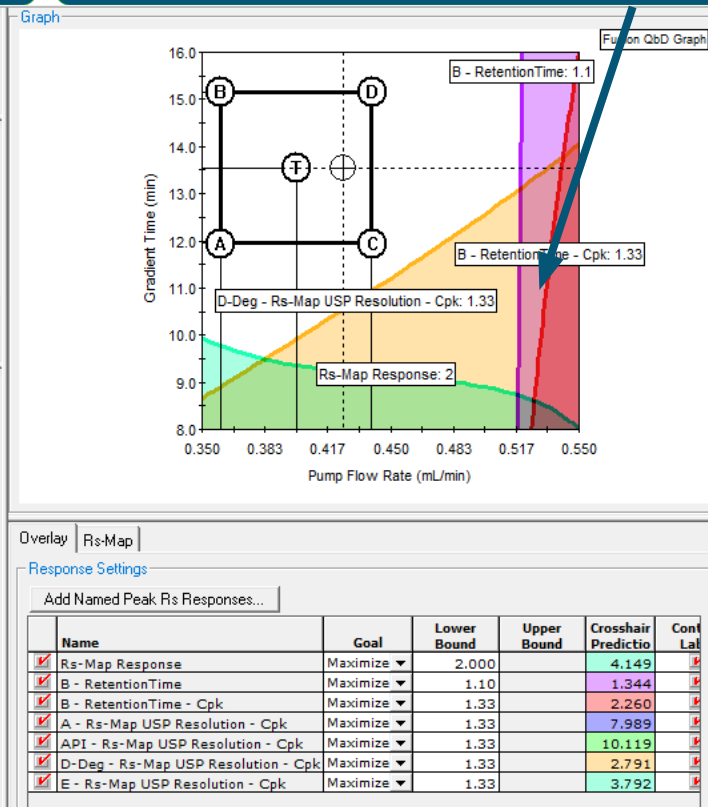 Graph
Fusion QbD Graph
16.0
B - RetentionTime: 1.1
15.0
B
D
14.0
T
13.0
Gradient Time (min)
12.0
A
C
B - RetentionTime - Cpk: 1.33
11.0
D-Deg - Rs-Map USP Resolution - Cpk: 1.33
10.0
Rs-Map Response: 2
9.0
8.0
0.350 0.383 0.417 0.450 0.483 0.517 0.550
Pump Flow Rate (mL/min)
Overlay Rs-Map
Response Settings
Add Named Peak Rs Responses...
Name Goal Lower Bound Upper Bound Crosshair Predictio Cont Lal
Rs-Map Response Maximize 2.000 4.149
B - RetentionTime Maximize 1.10 1.344
B - RetentionTime - Cpk Maximize 1.33 2.260
A - Rs-Map USP Resolution - Cpk Maximize 1.33 7.989
API - Rs-Map USP Resolution - Cpk Maximize 1.33 10.119
D-Deg - Rs-Map USP Resolution - Cpk Maximize 1.33 2.791
E - Rs-Map USP Resolution - Cpk Maximize 1.33 3.792